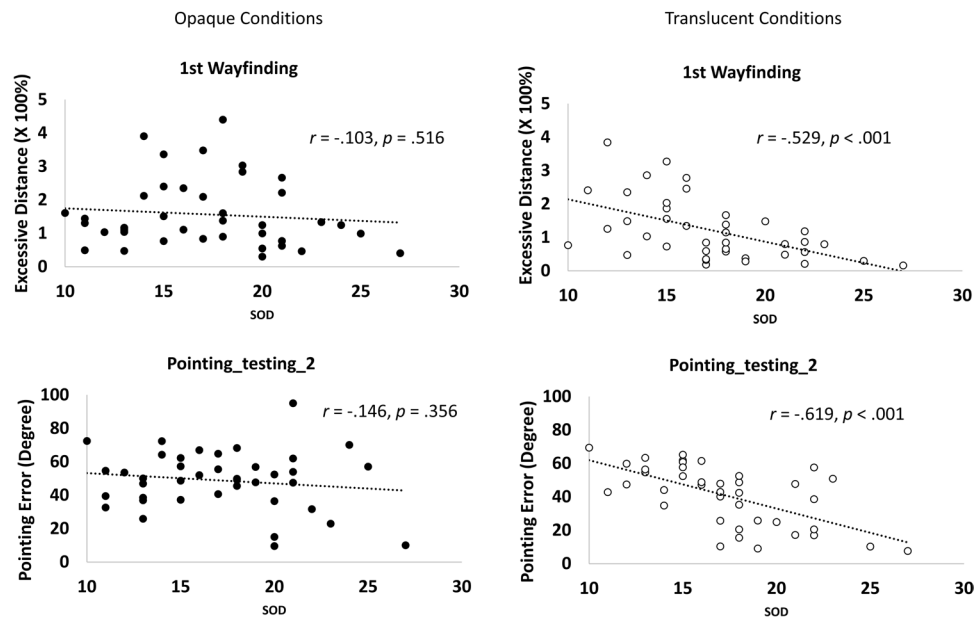 Opaque Conditions
Translucent Conditions
1st Wayfinding
Excessive Distance (X 100%)
5
4
3
2
1
0
r = -.103, p = .516
10 15 20 25 30
SOD
1st Wayfinding
Excessive Distance (X 100%)
5
4
3
2
1
0
r = -.529, p < .001
10 15 20 25 30
SOD
Pointing_testing_2
Pointing Error (Degree)
100
80
60
40
20
0
r = -.146, p = .356
10 15 20 25 30
SOD
Pointing_testing_2
Pointing Error (Degree)
100
80
60
40
20
0
r = -.619, p < .001
10 15 20 25 30
SOD